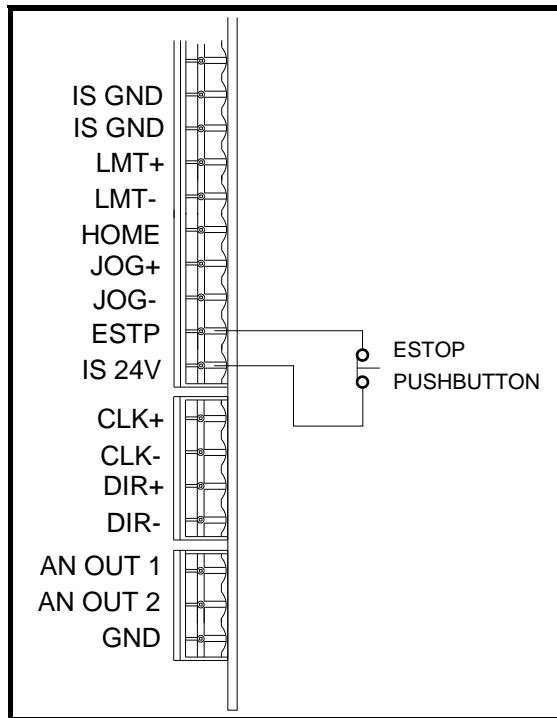 IS GND
IS GND
LMT+
LMT-
HOME
JOG+
JOG-
ESTP
IS 24V
ESTOP
PUSHBUTTON
CLK+
CLK-
DIR+
DIR-
AN OUT 1
AN OUT 2
GND